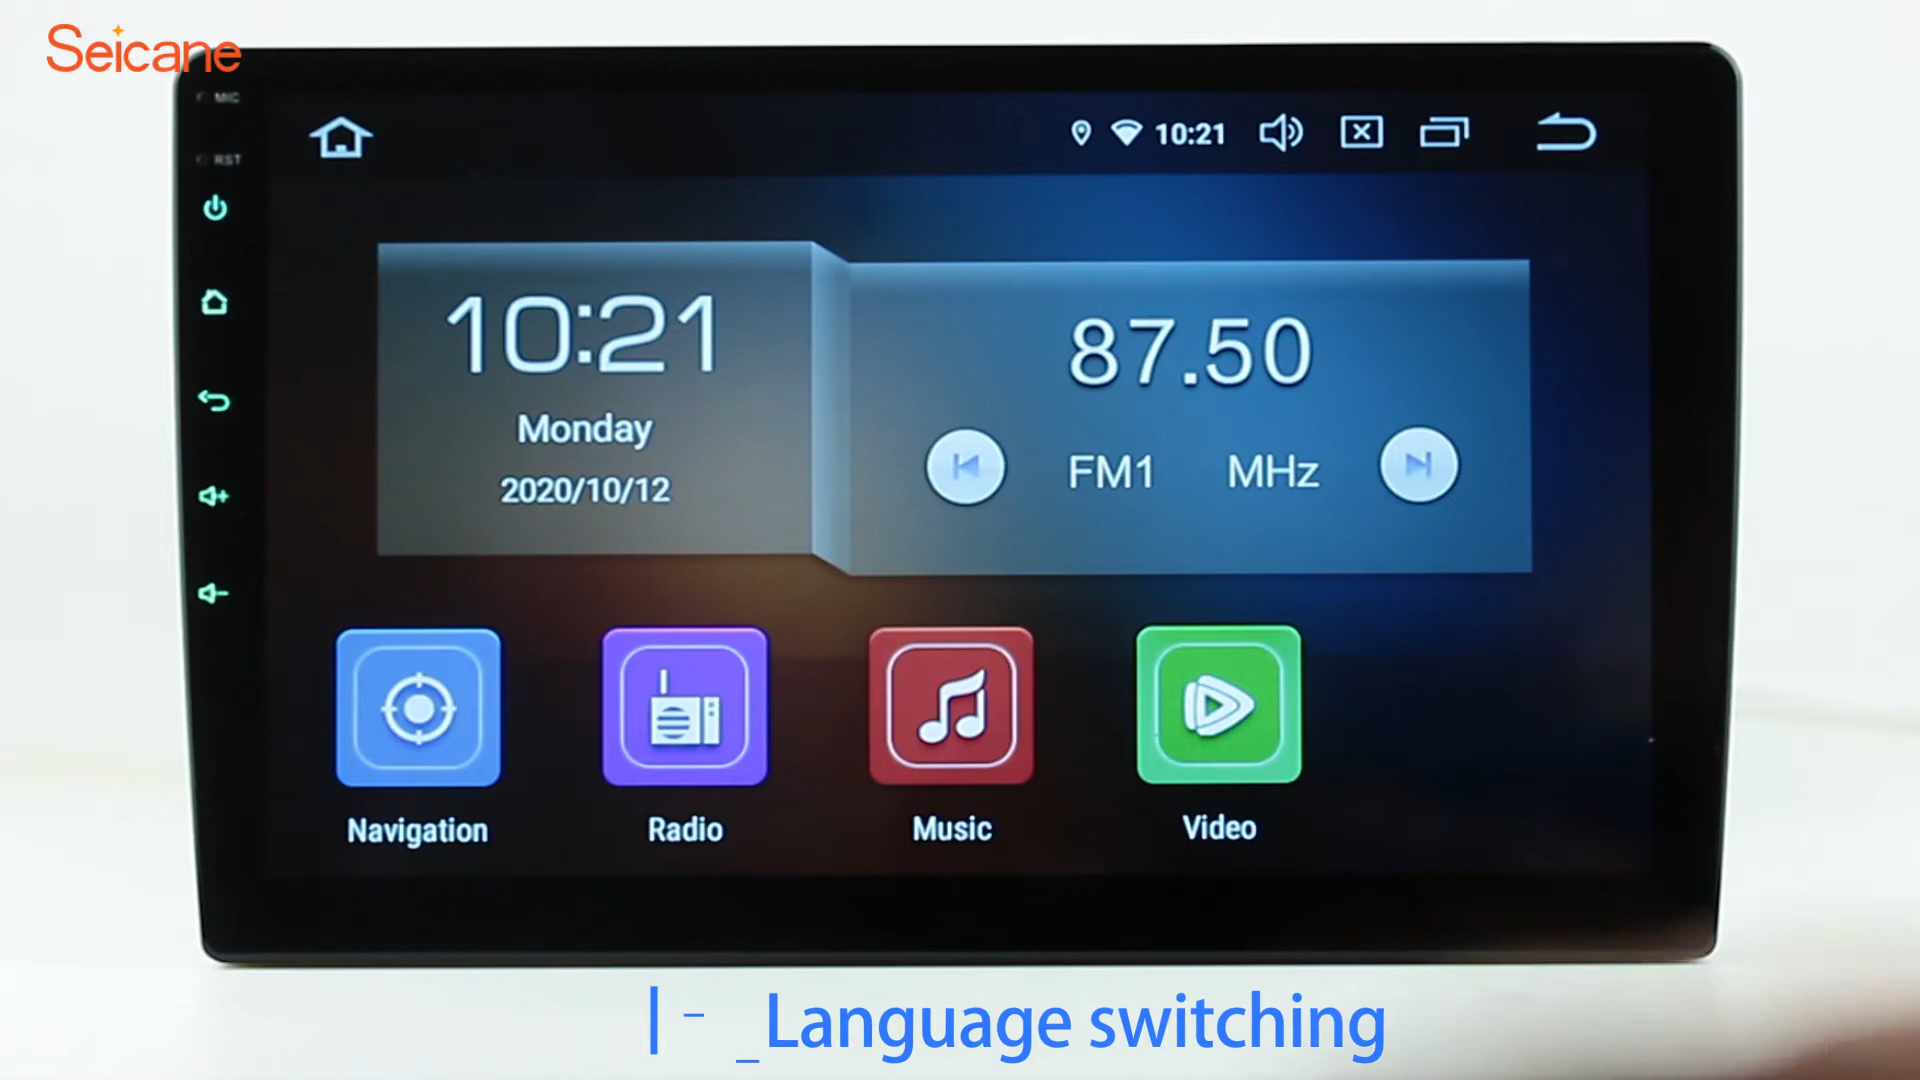 Seicane
MIC
RST
10:21
10:21
Monday
2020/10/12
87.50
FM1 MHz
Navigation
Radio
Music
Video
Language switching